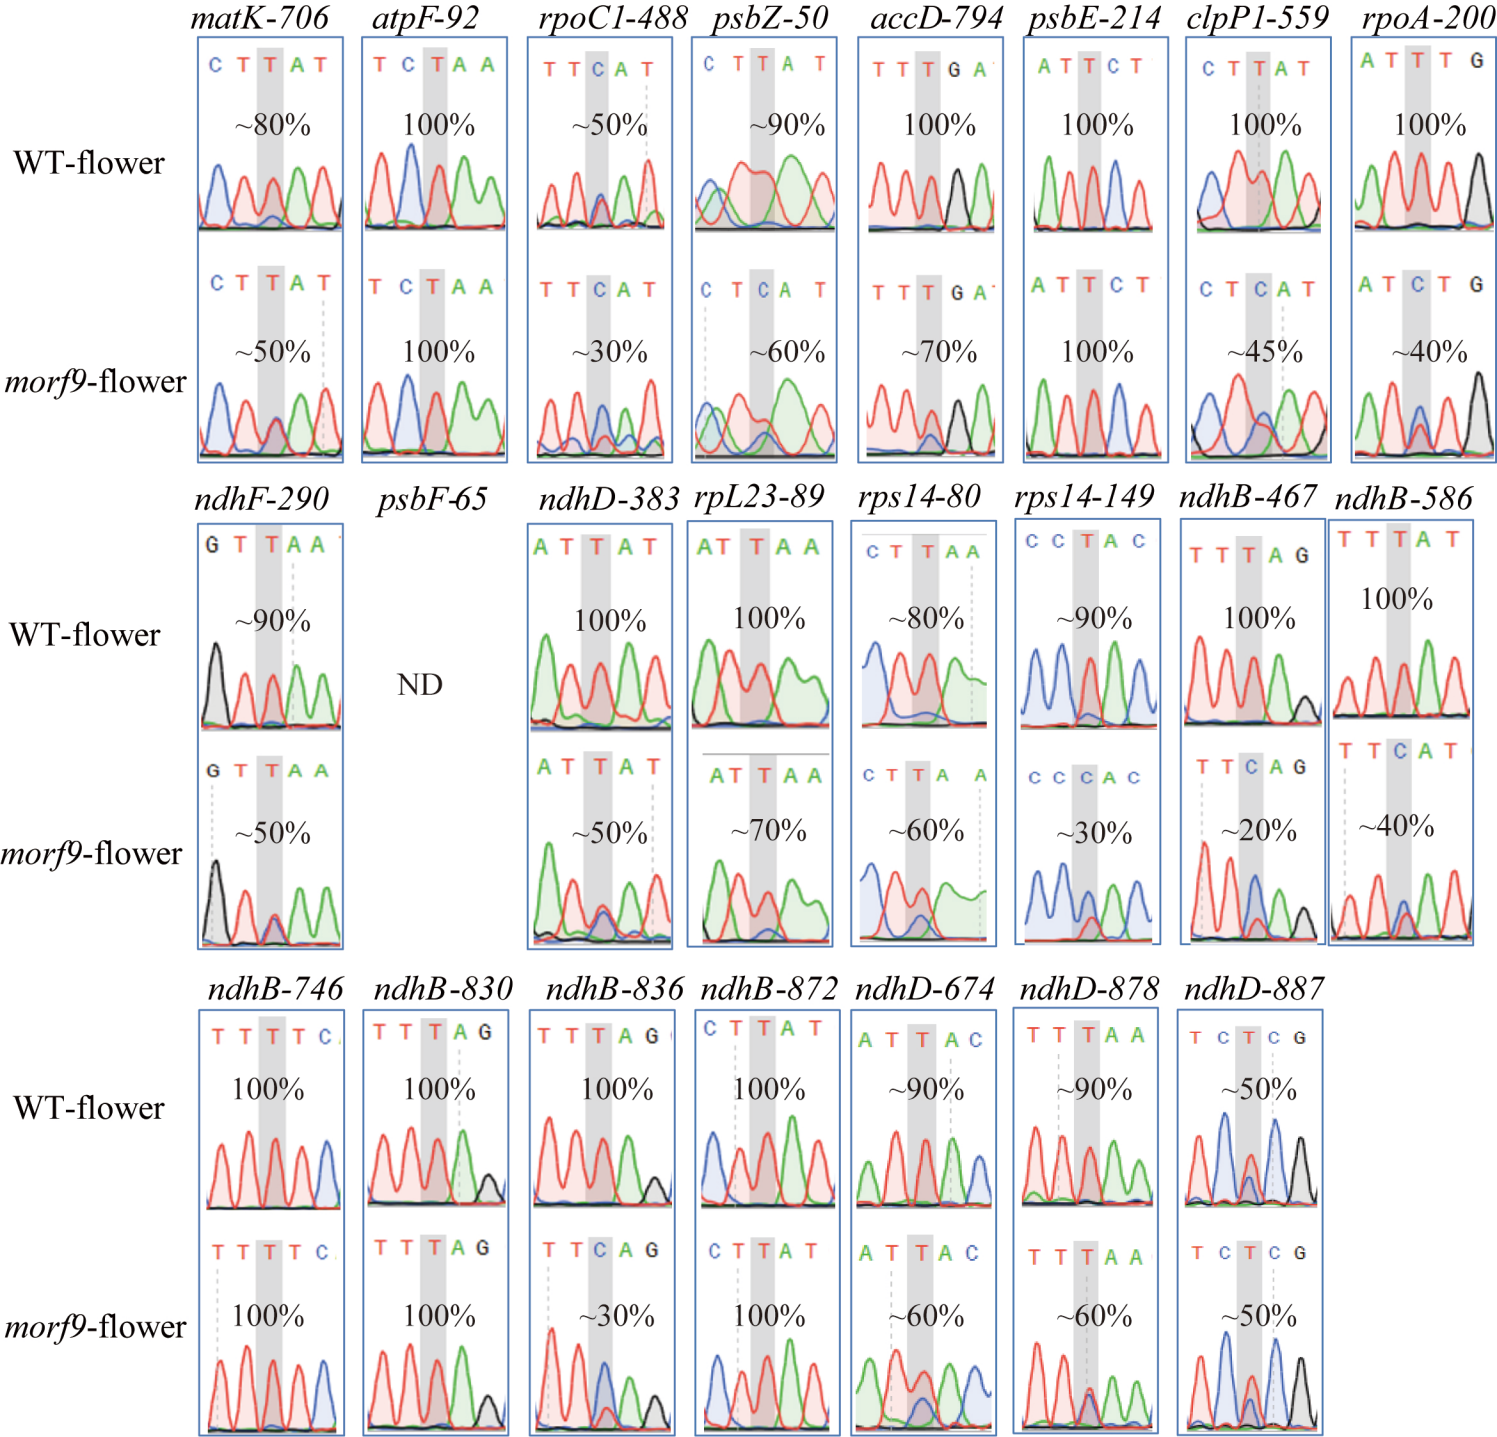 matK-706 atpF-92 rpoC1-488 psbZ-50 accD-794 psbE-214 clpP1-559 rpoA-200
C T T A T T C T A A T T C A T C T T A T T T T G A A T T C T C T T A T A T T T G
WT-flower ~80% 100% ~50% ~90% 100% 100% 100% 100%
C T T A T T C T A A T T C A T C T C A T T T T G A A T T C T C T C A T A T C T G
morf9-flower ~50% 100% ~30% ~60% ~70% 100% ~45% ~40%
ndhF-290 psbF-65 ndhD-383 rpL23-89 rps14-80 rps14-149 ndhB-467 ndhB-586
G T T A A A T T A T A T T A A C T T A A C C T A C T T T A G T T T A T
WT-flower ~90% ND 100% 100% ~80% ~90% 100% 100%
G T T A A A T T A T A T T A A C T T A A C C C A C T T C A G T T C A T
morf9-flower ~50% ~50% ~70% ~60% ~30% ~20% ~40%
ndhB-746 ndhB-830 ndhB-836 ndhB-872 ndhD-674 ndhD-878 ndhD-887
T T T T C T T T A G T T T A G C T T A T A T T A C T T T A A T C T C G
WT-flower 100% 100% 100% 100% ~90% ~90% ~50%
T T T T C T T T A G T T C A G C T T A T A T T A C T T T A A T C T C G
morf9-flower 100% 100% ~30% 100% ~60% ~60% ~50%